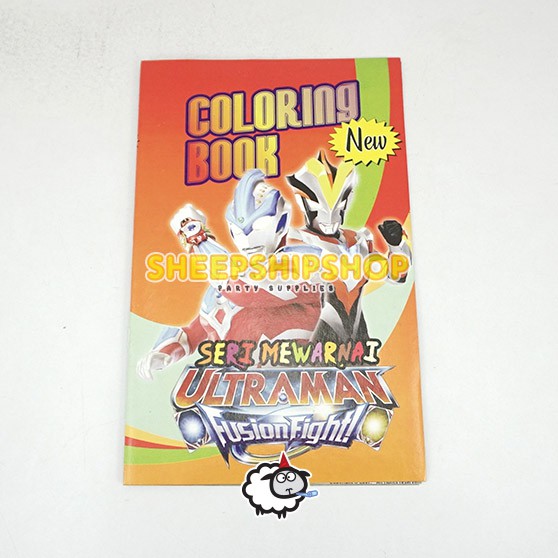 COLORING
BOOK
New
SHEEPSHIPSHOP
PARTY SUPPLIES
SERI MEWARNAI
ULTRAMAN
Fusion Fight!